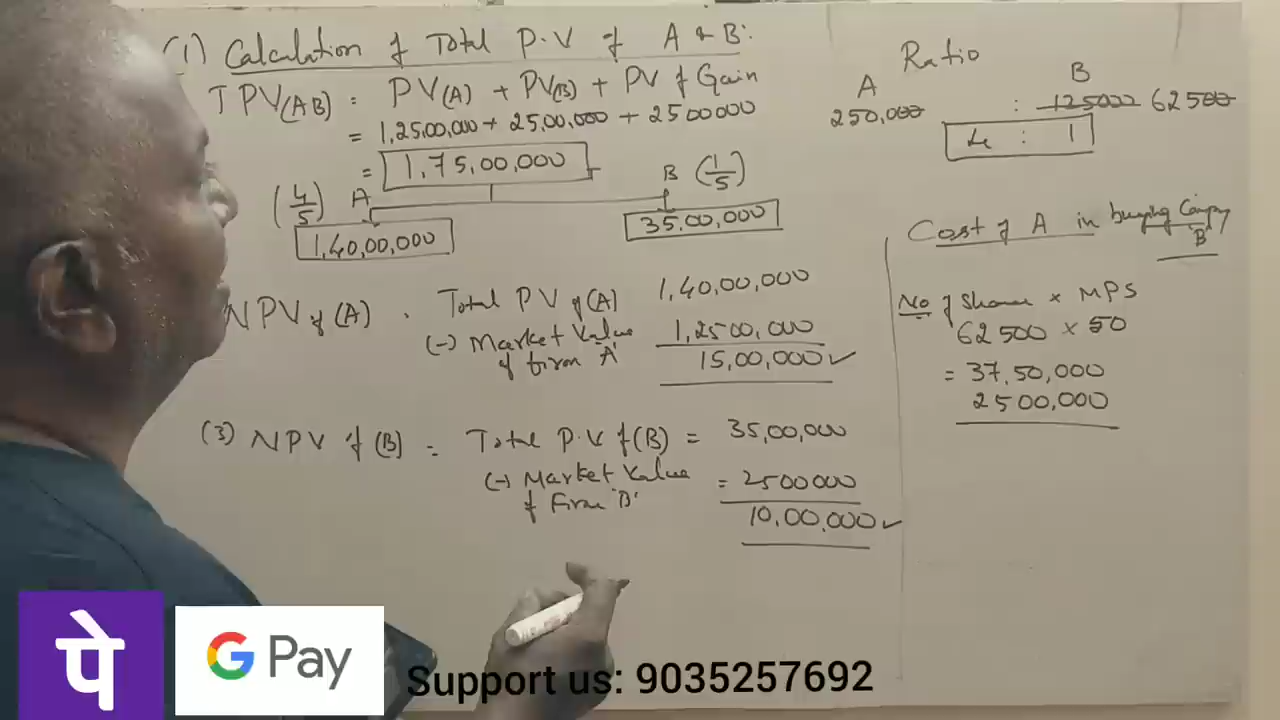 (1) Calculation of Total P.V of A & B:
TPV(AB) = PV(A) + PV(B) + PV of Gain
= 1,25,00,000 + 25,00,000 + 2500000
= 1,75,00,000
(4/5) A B (1/5)
1,40,00,000 35,00,000
NPV of (A) . Total PV of (A) 1,40,00,000
(-) Market Value 1,2500,000
of firm A 15,00,000 ✓
(3) NPV of (B) = Total P.V of (B) = 35,00,000
(-) Market Value = 2500000
of Firm 'B' 10,00,000 ✓
Ratio
A B
250,000 : 125000 62500
4 : 1
Cost of A in buying Company
B
No of Shares x MPS
62500 x 50
= 37,50,000
2500,000
पे
G Pay
Support us: 9035257692